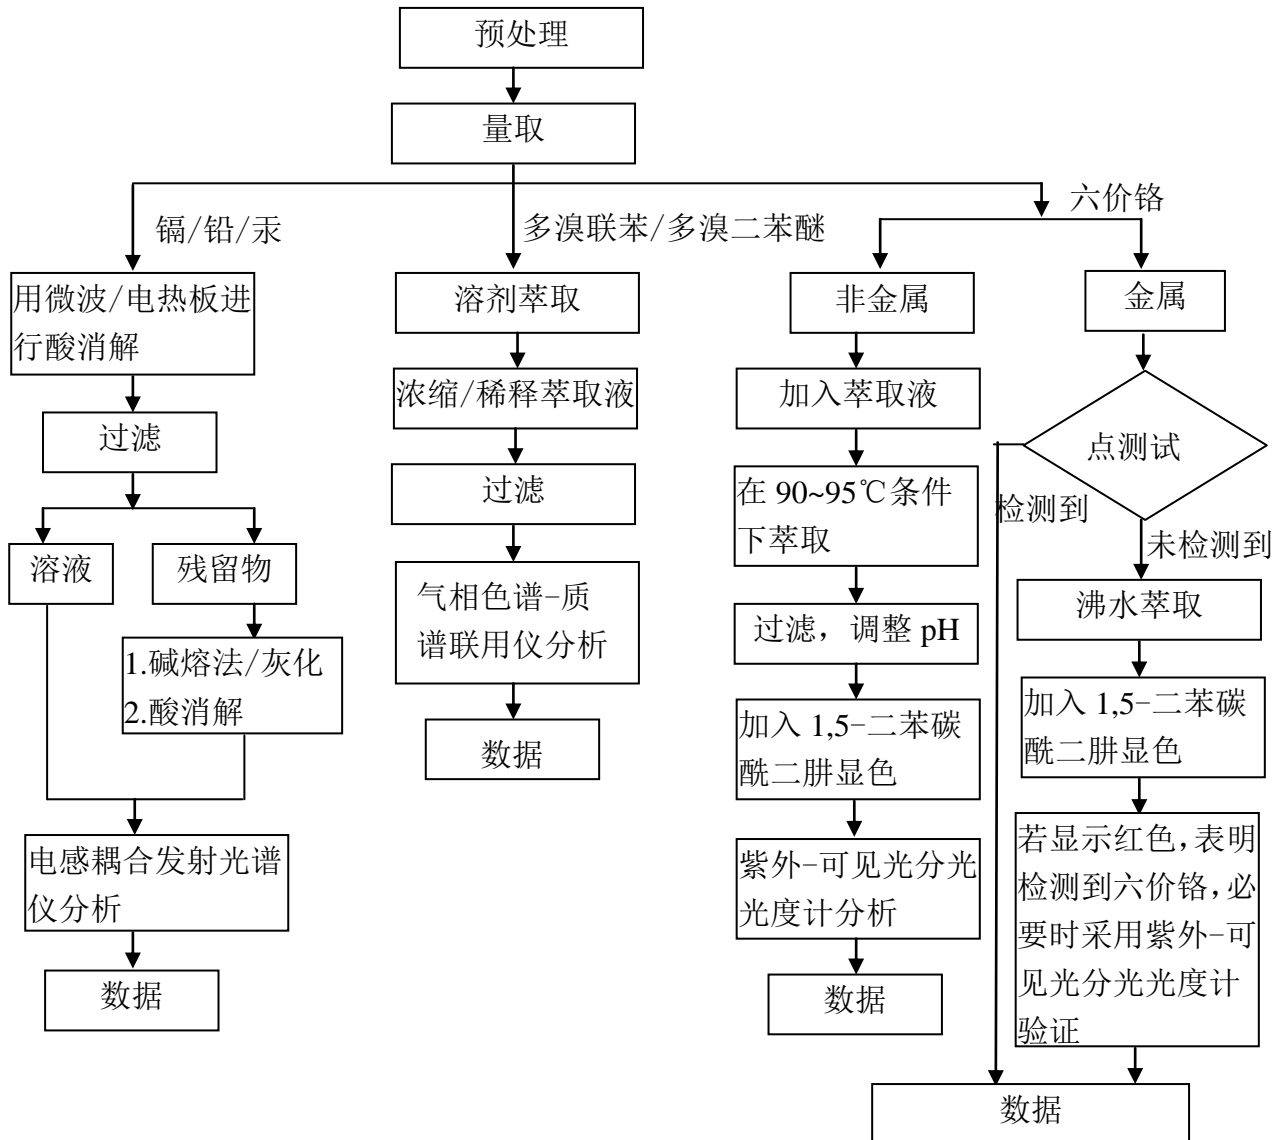 预处理
量取
镉/铅/汞
多溴联苯/多溴二苯醚
六价铬
用微波/电热板进
行酸消解
过滤
溶液
残留物
1.碱熔法/灰化
2.酸消解
电感耦合发射光谱
仪分析
数据
溶剂萃取
浓缩/稀释萃取液
过滤
气相色谱-质
谱联用仪分析
数据
非金属
加入萃取液
在 90~95℃条件
下萃取
过滤，调整 pH
加入 1,5-二苯碳
酰二肼显色
紫外-可见光分光
光度计分析
数据
金属
点测试
检测到
未检测到
沸水萃取
加入 1,5-二苯碳
酰二肼显色
若显示红色，表明
检测到六价铬，必
要时采用紫外-可
见光分光光度计
验证
数据